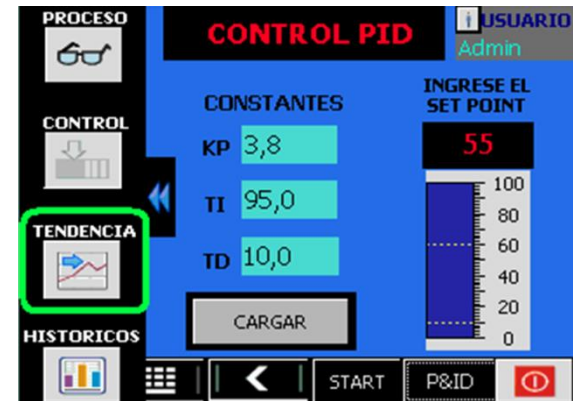 PROCESO
CONTROL
TENDENCIA
HISTORICOS
CONTROL PID
USUARIO
Admin
CONSTANTES
KP 3,8
TI 95,0
TD 10,0
CARGAR
INGRESE EL
SET POINT
55
100
80
60
40
20
0
START
P&ID